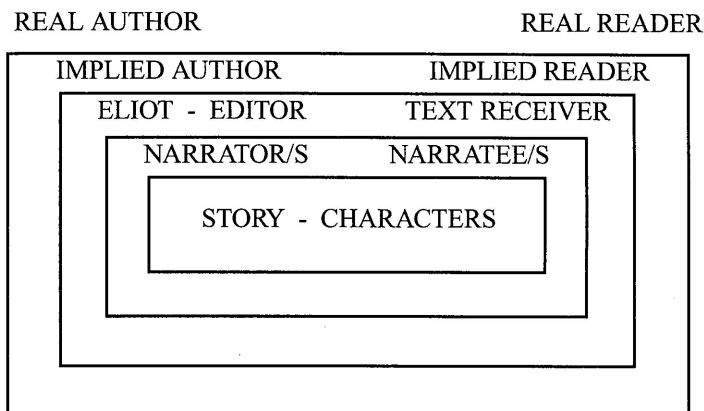 REAL AUTHOR REAL READER
IMPLIED AUTHOR IMPLIED READER
ELIOT - EDITOR TEXT RECEIVER
NARRATOR/S NARRATEE/S
STORY - CHARACTERS